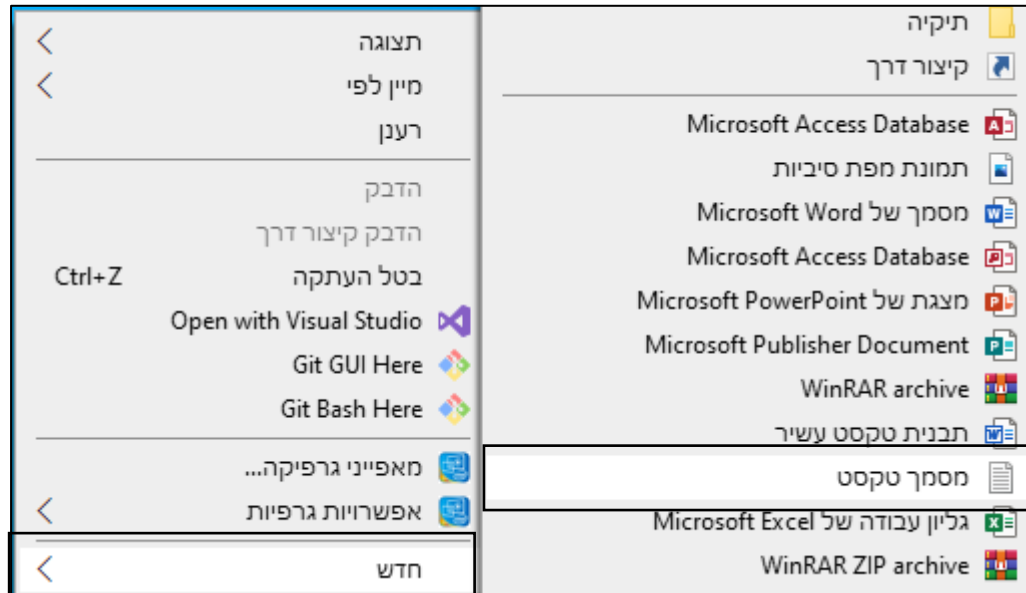 תיקיה
קיצור דרך
Microsoft Access Database
תמונת מפת סיביות
מסמך של Microsoft Word
Microsoft Access Database
מצגת של Microsoft PowerPoint
Microsoft Publisher Document
WinRAR archive
תבנית טקסט עשיר
מסמך טקסט
גליון עבודה של Microsoft Excel
WinRAR ZIP archive
תצוגה
מיין לפי
רענן
הדבק
הדבק קיצור דרך
בטל העתקה Ctrl+Z
Open with Visual Studio
Git GUI Here
Git Bash Here
מאפייני גרפיקה...
אפשרויות גרפיות
חדש